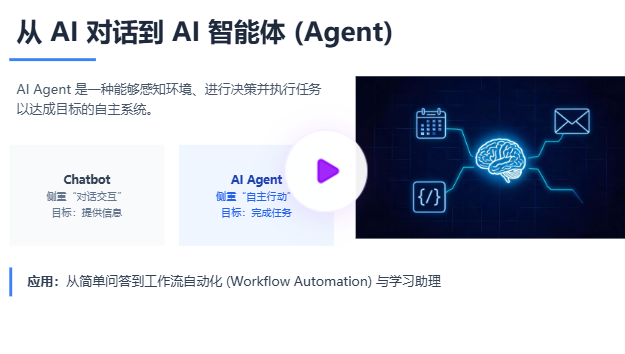 从 AI 对话到 AI 智能体 (Agent)
AI Agent 是一种能够感知环境、进行决策并执行任务
以达成目标的自主系统。
Chatbot
侧重“对话交互”
目标：提供信息
AI Agent
侧重“自主行动”
目标：完成任务
{/}
应用：从简单问答到工作流自动化 (Workflow Automation) 与学习助理